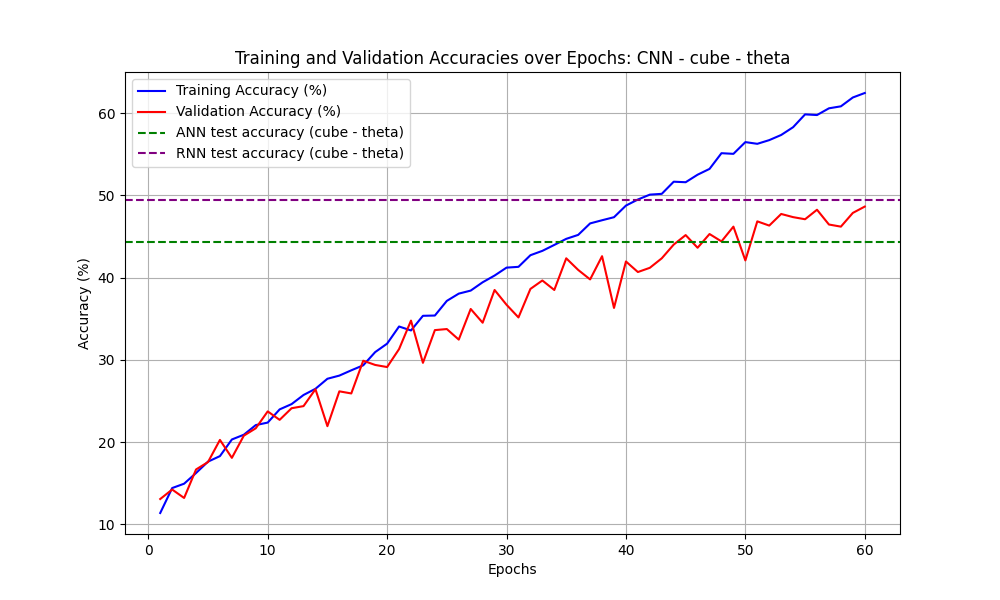 Training and Validation Accuracies over Epochs: CNN - cube - theta
Training Accuracy (%)
Validation Accuracy (%)
ANN test accuracy (cube - theta)
RNN test accuracy (cube - theta)
Accuracy (%)
60
50
40
30
20
10
0 10 20 30 40 50 60
Epochs